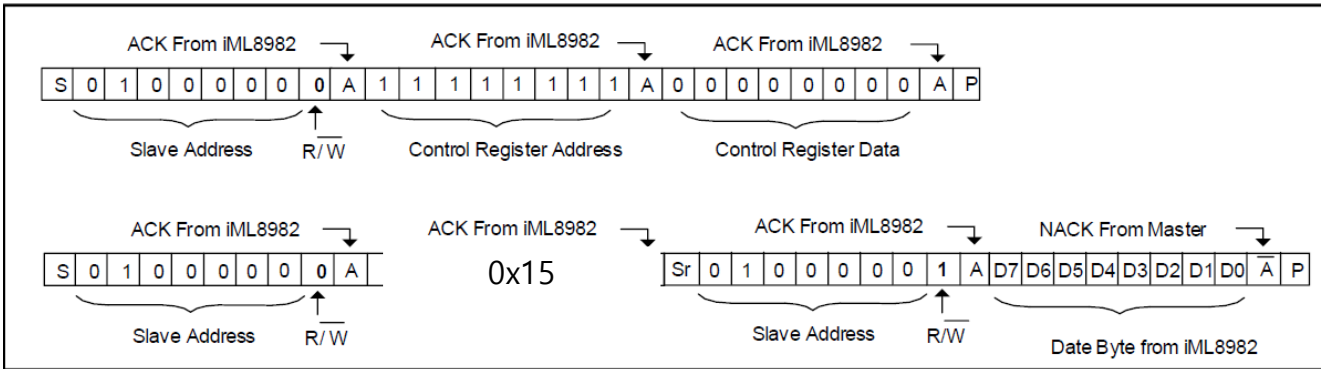 ACK From iML8982 ACK From iML8982 ACK From iML8982
S 0 1 0 0 0 0 0 0 A 1 1 1 1 1 1 1 1 A 0 0 0 0 0 0 0 0 A P
Slave Address R/W̅ Control Register Address Control Register Data
ACK From iML8982 ACK From iML8982 ACK From iML8982 NACK From Master
S 0 1 0 0 0 0 0 0 A 0x15 Sr 0 1 0 0 0 0 0 1 A D7 D6 D5 D4 D3 D2 D1 D0 A̅ P
Slave Address R/W̅ Slave Address R/W̅ Date Byte from iML8982